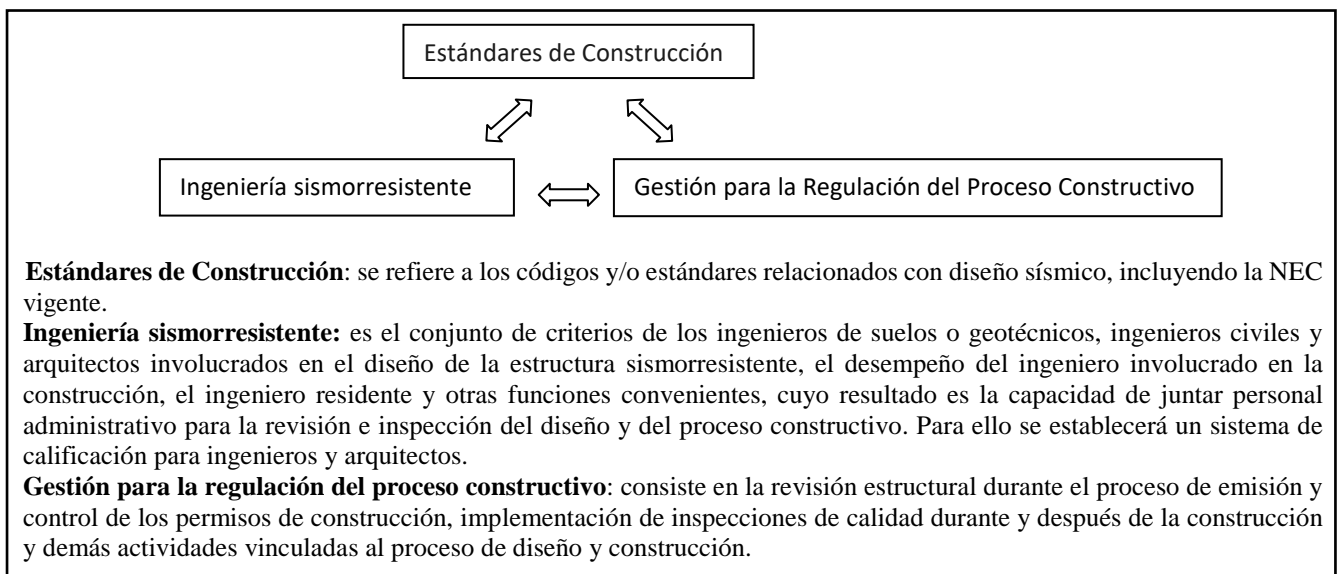 Estándares de Construcción
Ingeniería sismorresistente
Gestión para la Regulación del Proceso Constructivo
Estándares de Construcción: se refiere a los códigos y/o estándares relacionados con diseño sísmico, incluyendo la NEC
vigente.
Ingeniería sismorresistente: es el conjunto de criterios de los ingenieros de suelos o geotécnicos, ingenieros civiles y
arquitectos involucrados en el diseño de la estructura sismorresistente, el desempeño del ingeniero involucrado en la
construcción, el ingeniero residente y otras funciones convenientes, cuyo resultado es la capacidad de juntar personal
administrativo para la revisión e inspección del diseño y del proceso constructivo. Para ello se establecerá un sistema de
calificación para ingenieros y arquitectos.
Gestión para la regulación del proceso constructivo: consiste en la revisión estructural durante el proceso de emisión y
control de los permisos de construcción, implementación de inspecciones de calidad durante y después de la construcción
y demás actividades vinculadas al proceso de diseño y construcción.